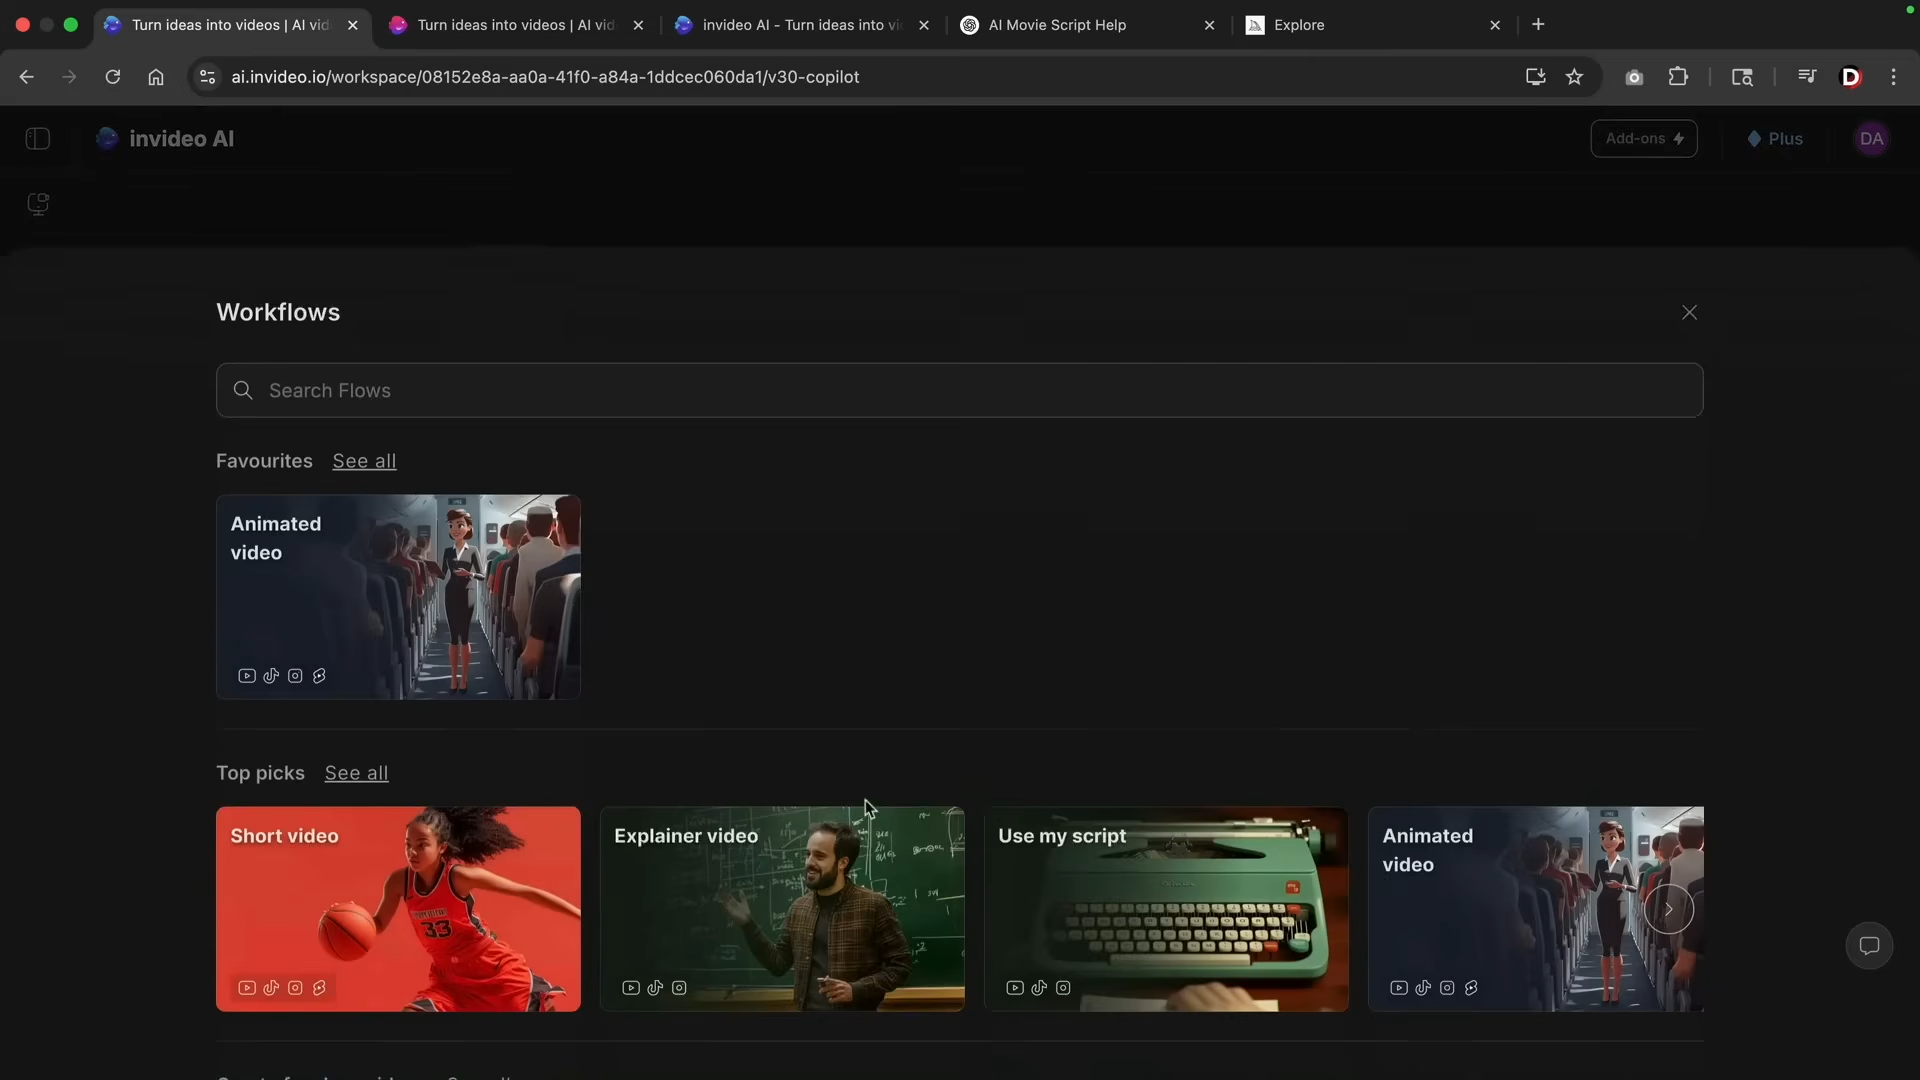 Turn ideas into videos | AI vid
Turn ideas into videos | AI vid
invideo AI - Turn ideas into vi
AI Movie Script Help
Explore
ai.invideo.io/workspace/08152e8a-aa0a-41f0-a84a-1ddcec060da1/v30-copilot
D
invideo AI
Add-ons
Plus
DA
Workflows
Search Flows
Favourites See all
Animated
video
Top picks See all
Short video
33
Explainer video
Use my script
Animated
video